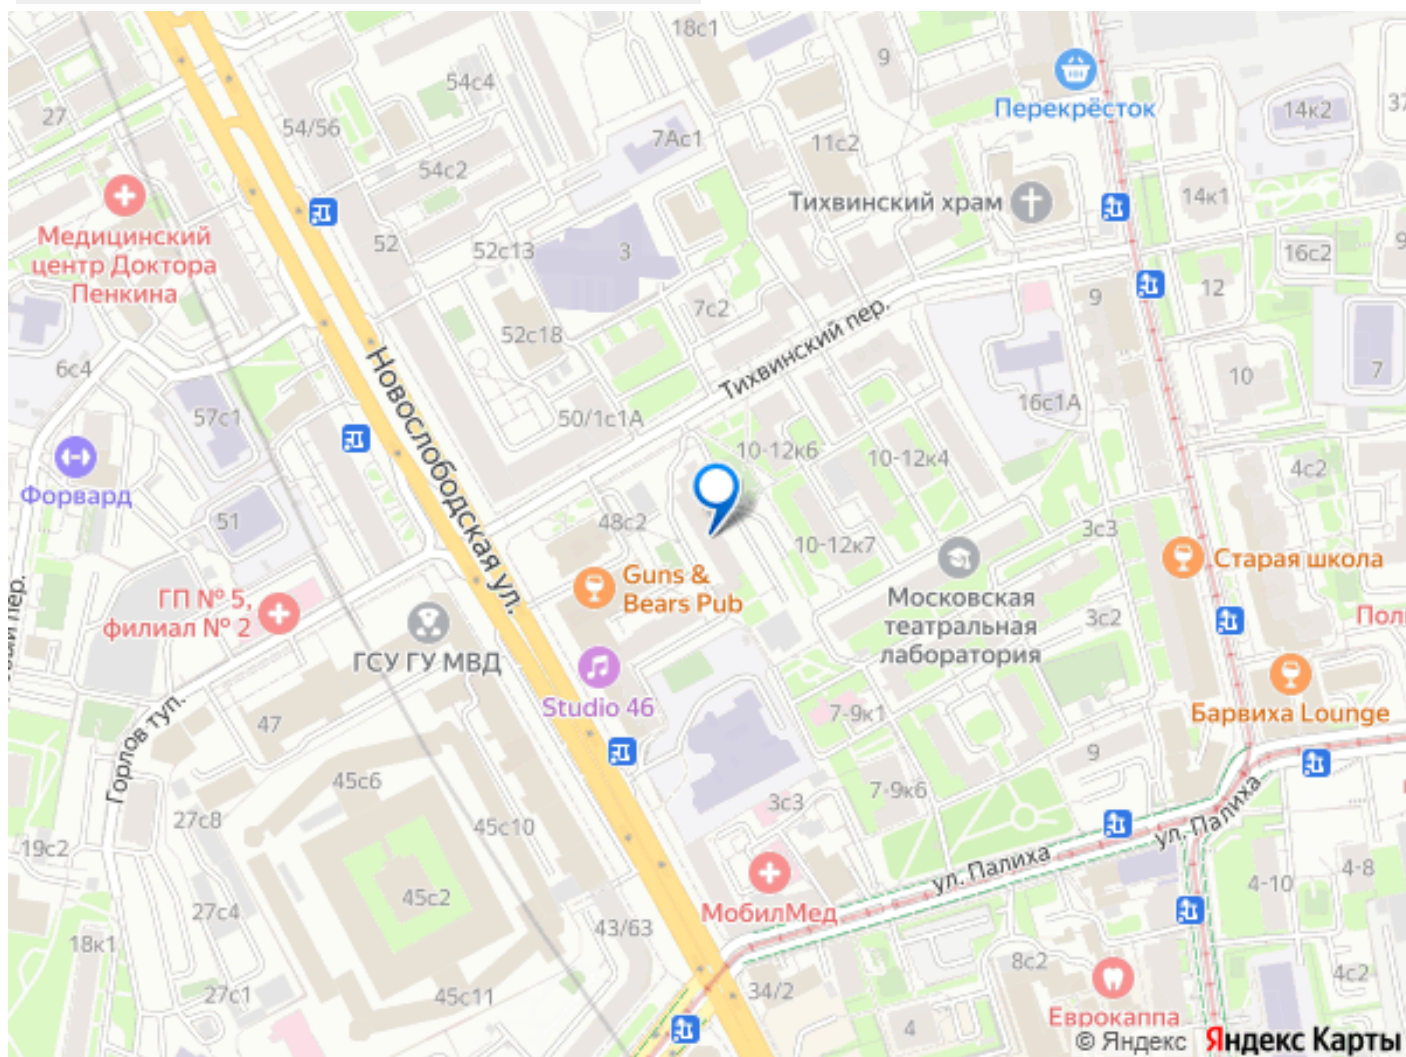 18с1
9
54с4
Перекрёсток
14к2
37
27
54/56
7Ас1
11с2
54с2
Тихвинский храм
14к1
Медицинский
центр Доктора
Пенкина
52
52с13
3
16с2
9
7с2
9
12
52с18
Тихвинский пер.
6с4
Новослободская ул.
10
7
57с1
50/1с1А
16с1А
10-12к6
10-12к4
4с2
Форвард
51
48с2
10-12к7
3с3
Старая школа
Guns &
Bears Pub
ГП № 5,
филиал № 2
Московская
театральная
лаборатория
3с2
Пол
ГСУ ГУ МВД
Studio 46
7-9к1
Барвиха Lounge
47
Горлов туп.
9
45с6
7-9к6
3с3
27с8
45с10
ул. Палиха
ул. Палиха
19с2
4-10
4-8
45с2
МобилМед
27с4
43/63
18к1
8с2
4с2
27с1
45с11
34/2
4
Еврокаппа
© Яндекс Яндекс Карты